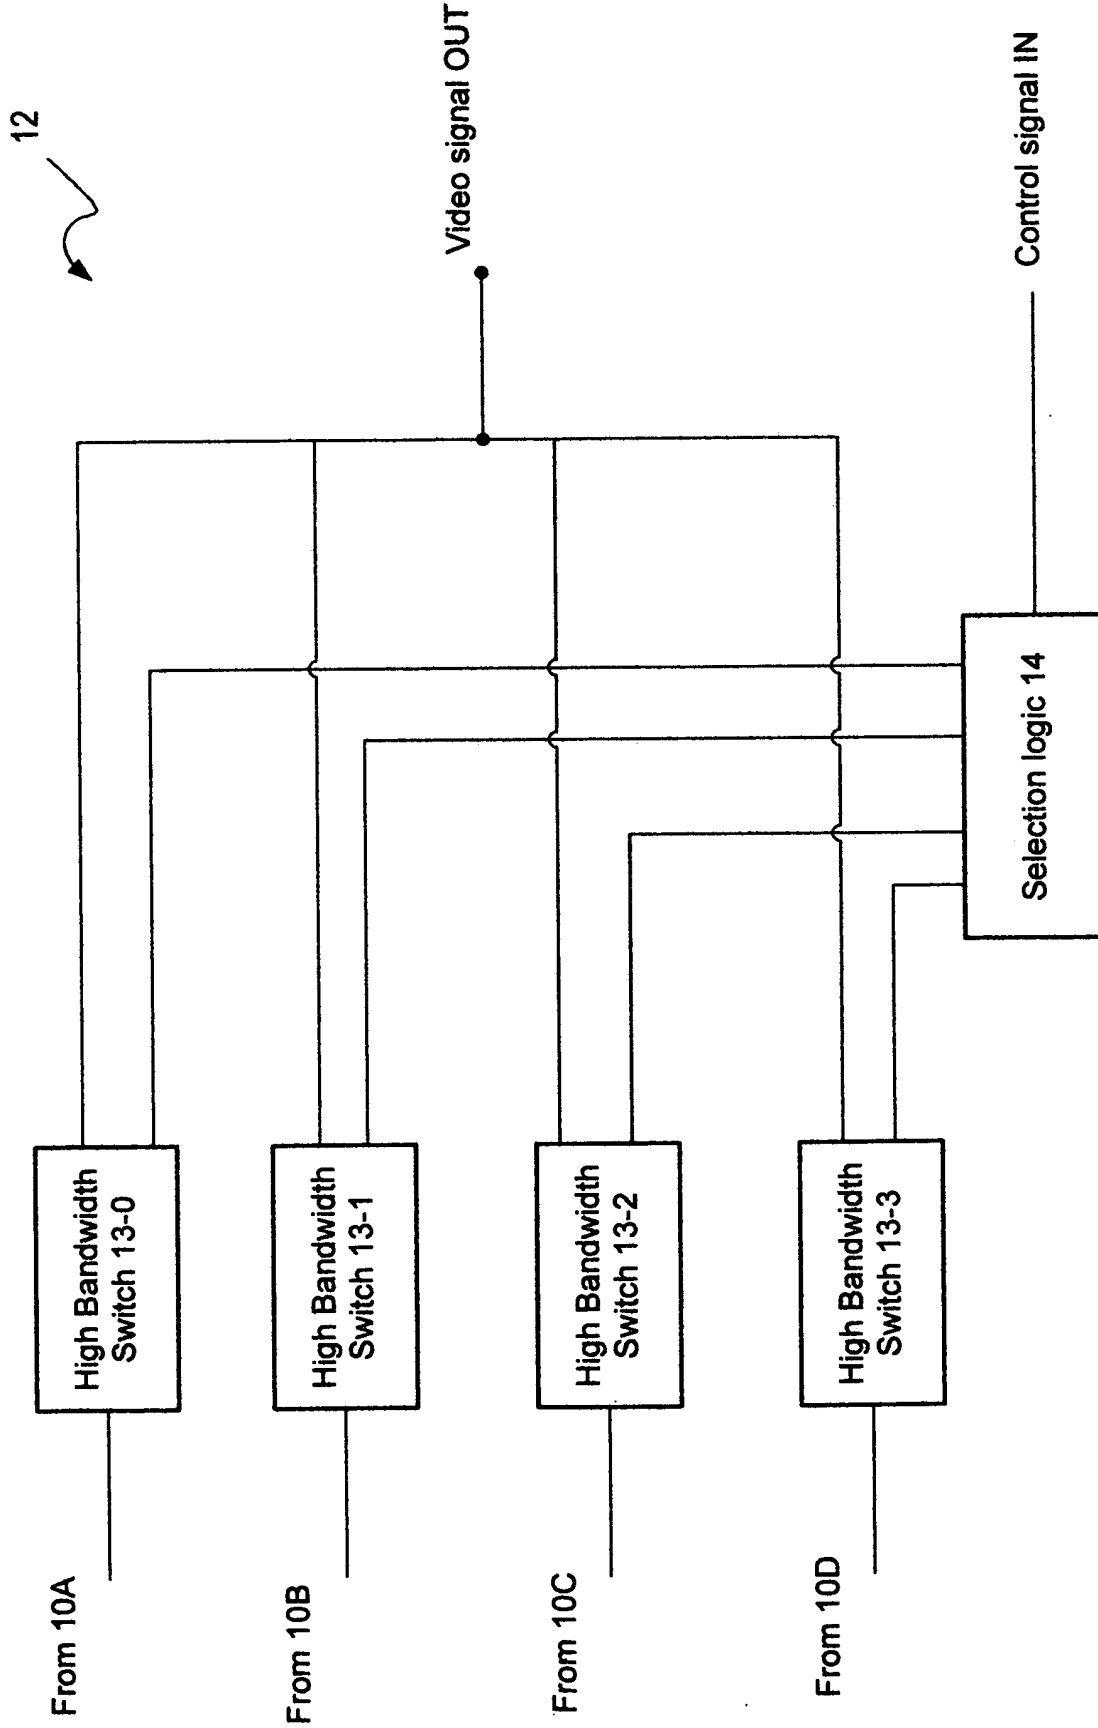 12
From 10A
High Bandwidth
Switch 13-0
From 10B
High Bandwidth
Switch 13-1
Video signal OUT
From 10C
High Bandwidth
Switch 13-2
From 10D
High Bandwidth
Switch 13-3
Selection logic 14
Control signal IN